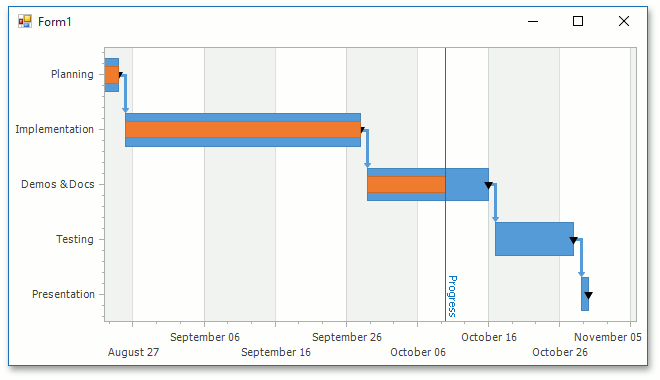 Form1
Planning
Implementation
Demos & Docs
Testing
Presentation
Progress
September 06
September 26
October 16
November 05
August 27
September 16
October 06
October 26